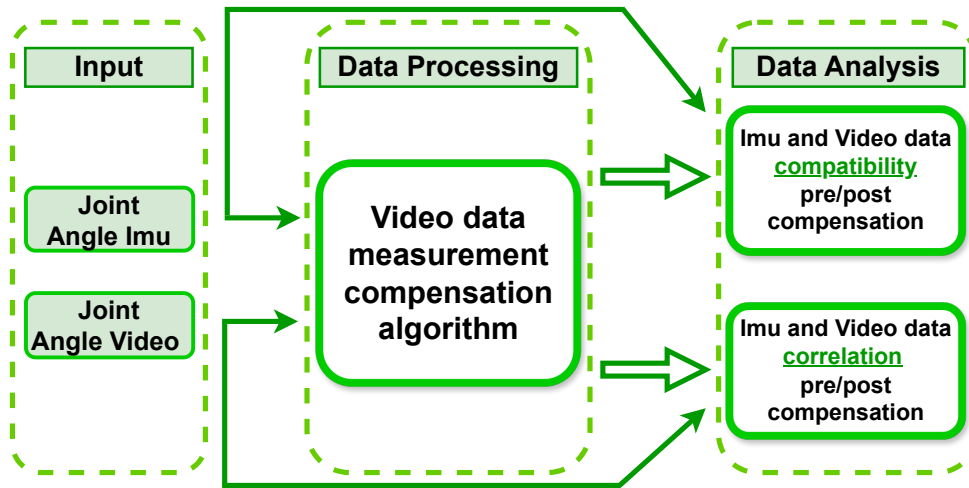 Input
Joint
Angle Imu
Joint
Angle Video
Data Processing
Video data
measurement
compensation
algorithm
Data Analysis
Imu and Video data
compatibility
pre/post
compensation
Imu and Video data
correlation
pre/post
compensation